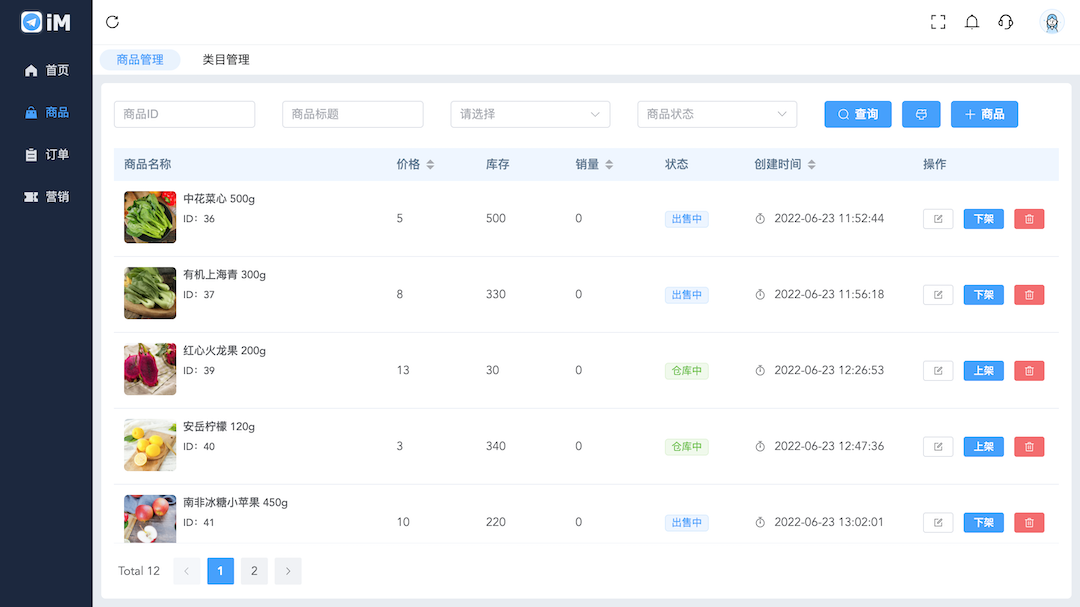 iM
首页
商品
订单
营销
商品管理 类目管理
商品ID 商品标题 请选择 商品状态 查询 商品
商品名称 价格 库存 销量 状态 创建时间 操作
中花菜心 500g
ID：36 5 500 0 出售中 2022-06-23 11:52:44 下架
有机上海青 300g
ID：37 8 330 0 出售中 2022-06-23 11:56:18 下架
红心火龙果 200g
ID：39 13 30 0 仓库中 2022-06-23 12:26:53 上架
安岳柠檬 120g
ID：40 3 340 0 仓库中 2022-06-23 12:47:36 上架
南非冰糖小苹果 450g
ID：41 10 220 0 出售中 2022-06-23 13:02:01 下架
Total 12 1 2